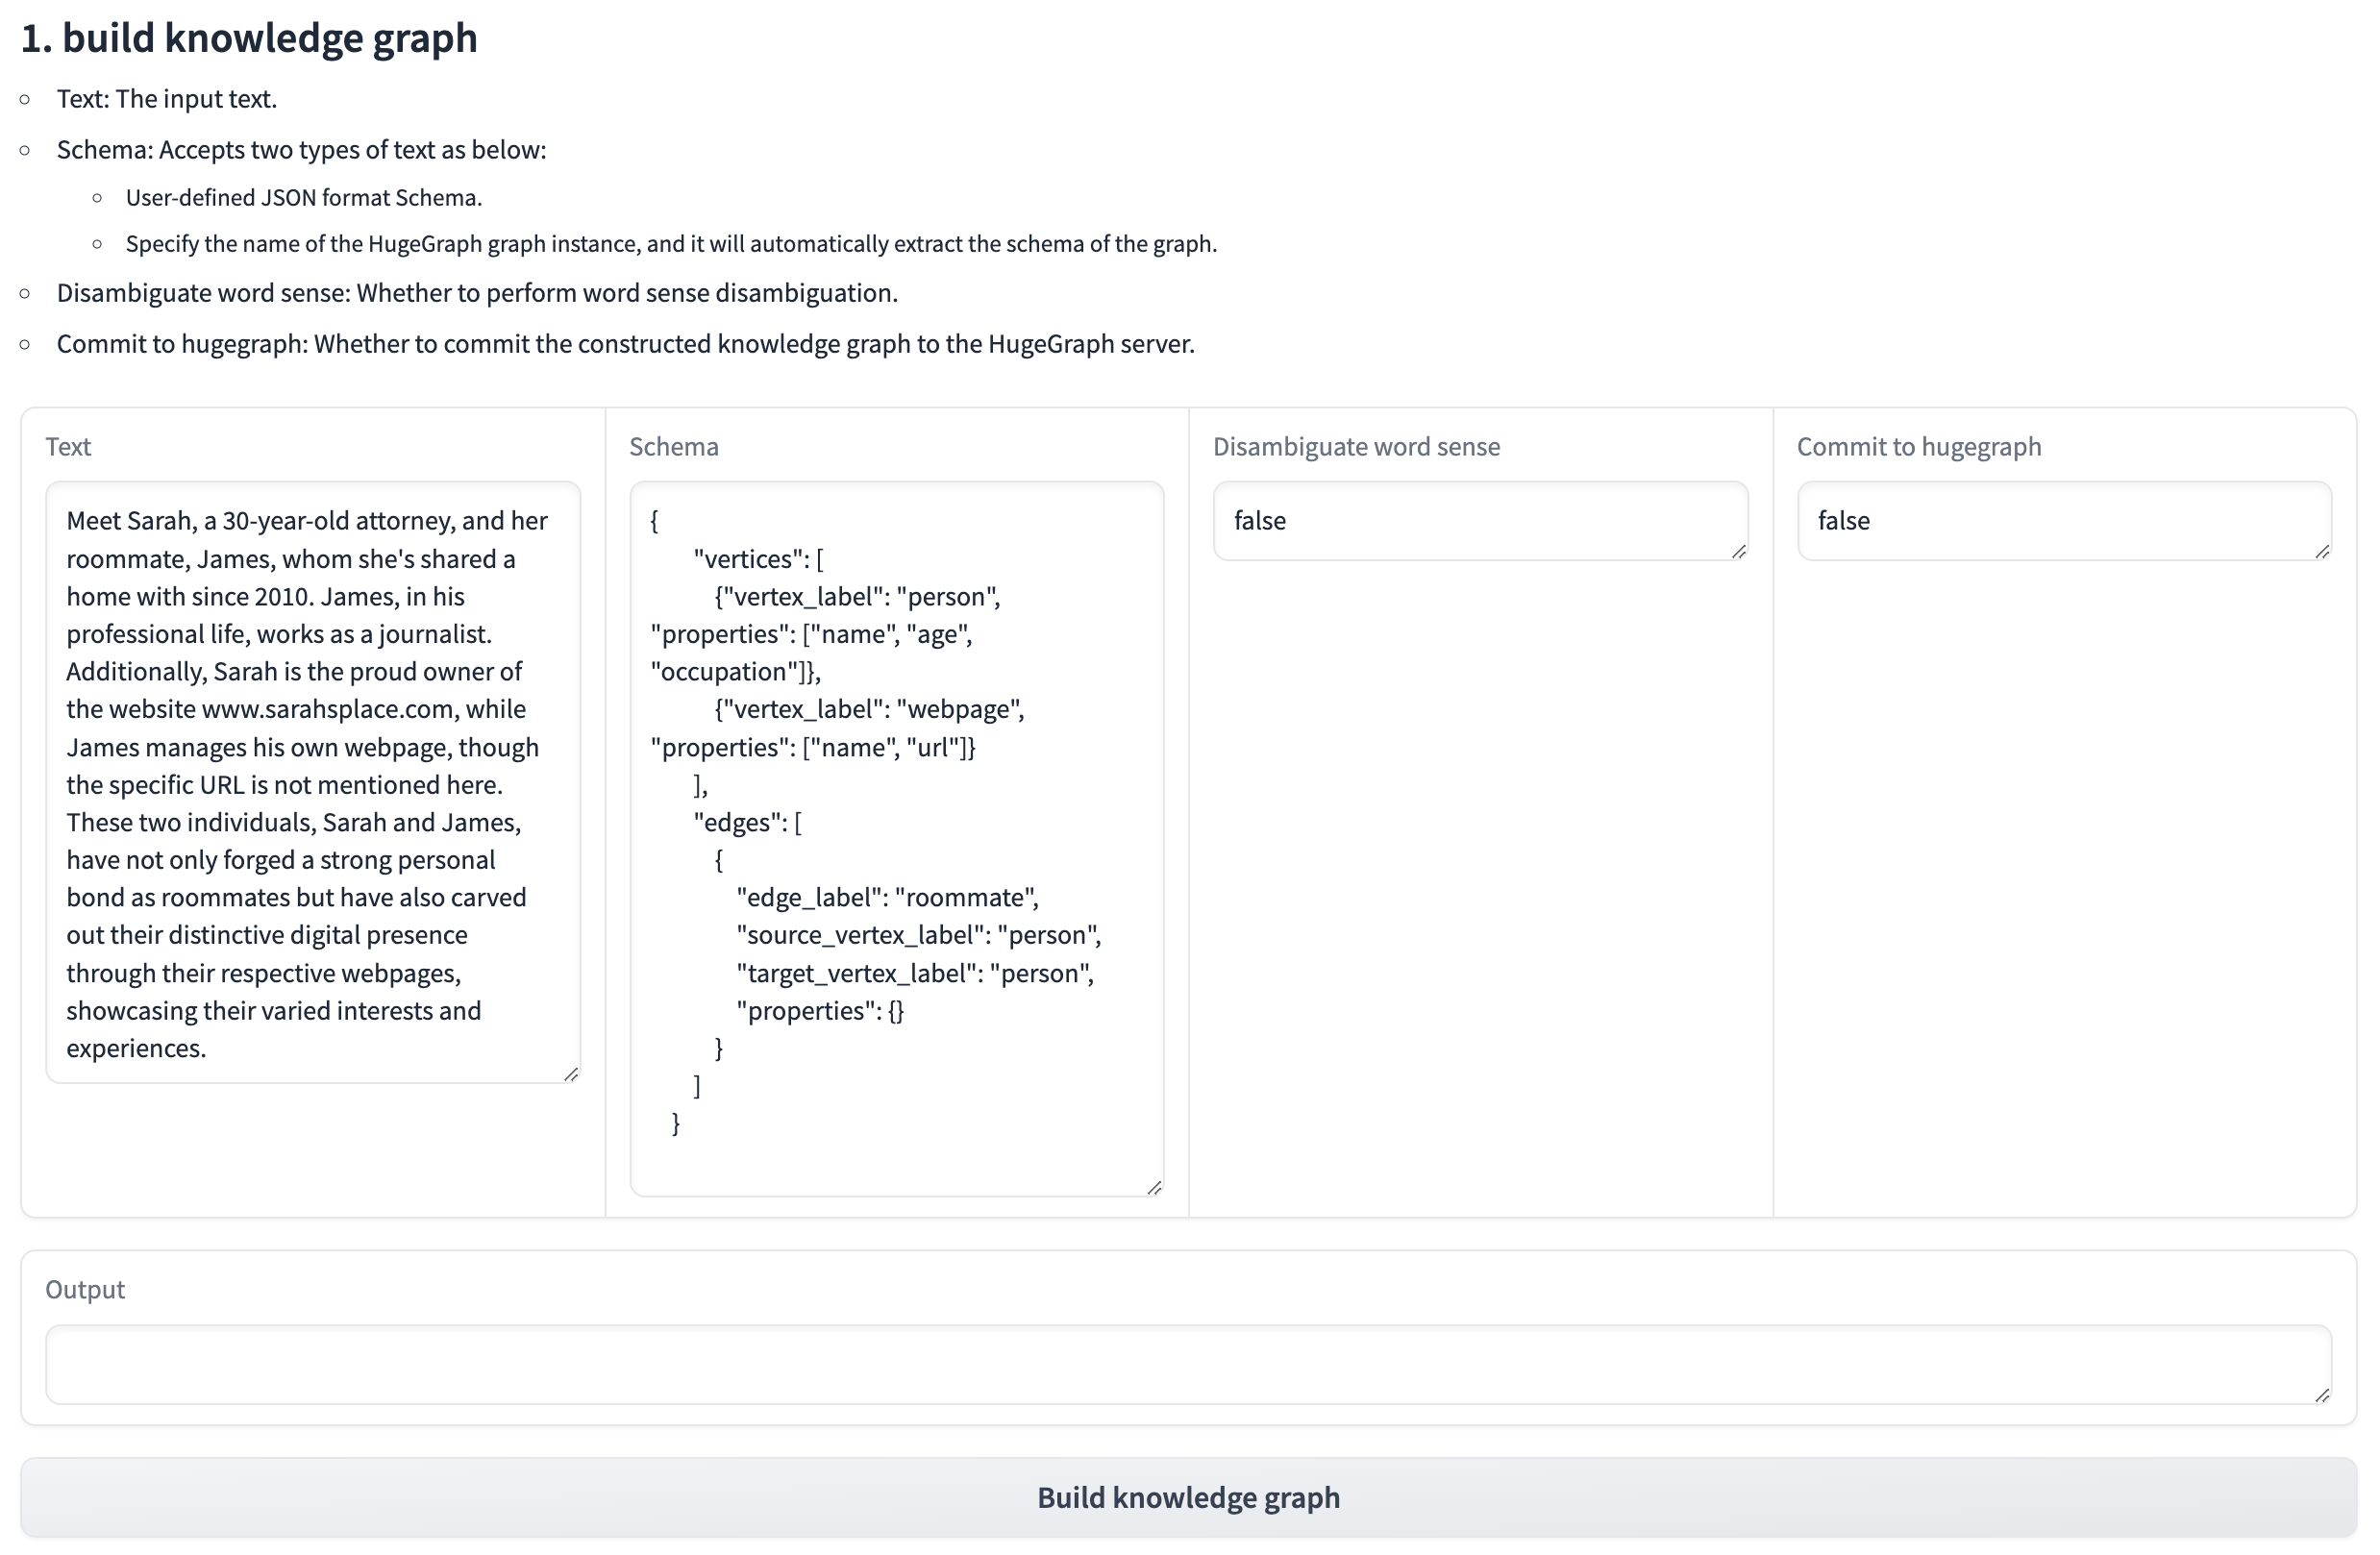 1. build knowledge graph
Text: The input text.
Schema: Accepts two types of text as below:
User-defined JSON format Schema.
Specify the name of the HugeGraph graph instance, and it will automatically extract the schema of the graph.
Disambiguate word sense: Whether to perform word sense disambiguation.
Commit to hugegraph: Whether to commit the constructed knowledge graph to the HugeGraph server.
Text
Meet Sarah, a 30-year-old attorney, and her
roommate, James, whom she's shared a
home with since 2010. James, in his
professional life, works as a journalist.
Additionally, Sarah is the proud owner of
the website www.sarahsplace.com, while
James manages his own webpage, though
the specific URL is not mentioned here.
These two individuals, Sarah and James,
have not only forged a strong personal
bond as roommates but have also carved
out their distinctive digital presence
through their respective webpages,
showcasing their varied interests and
experiences.
Schema
{
"vertices": [
{"vertex_label": "person",
"properties": ["name", "age",
"occupation"]},
{"vertex_label": "webpage",
"properties": ["name", "url"]}
],
"edges": [
{
"edge_label": "roommate",
"source_vertex_label": "person",
"target_vertex_label": "person",
"properties": {}
}
]
}
Disambiguate word sense
false
Commit to hugegraph
false
Output
Build knowledge graph